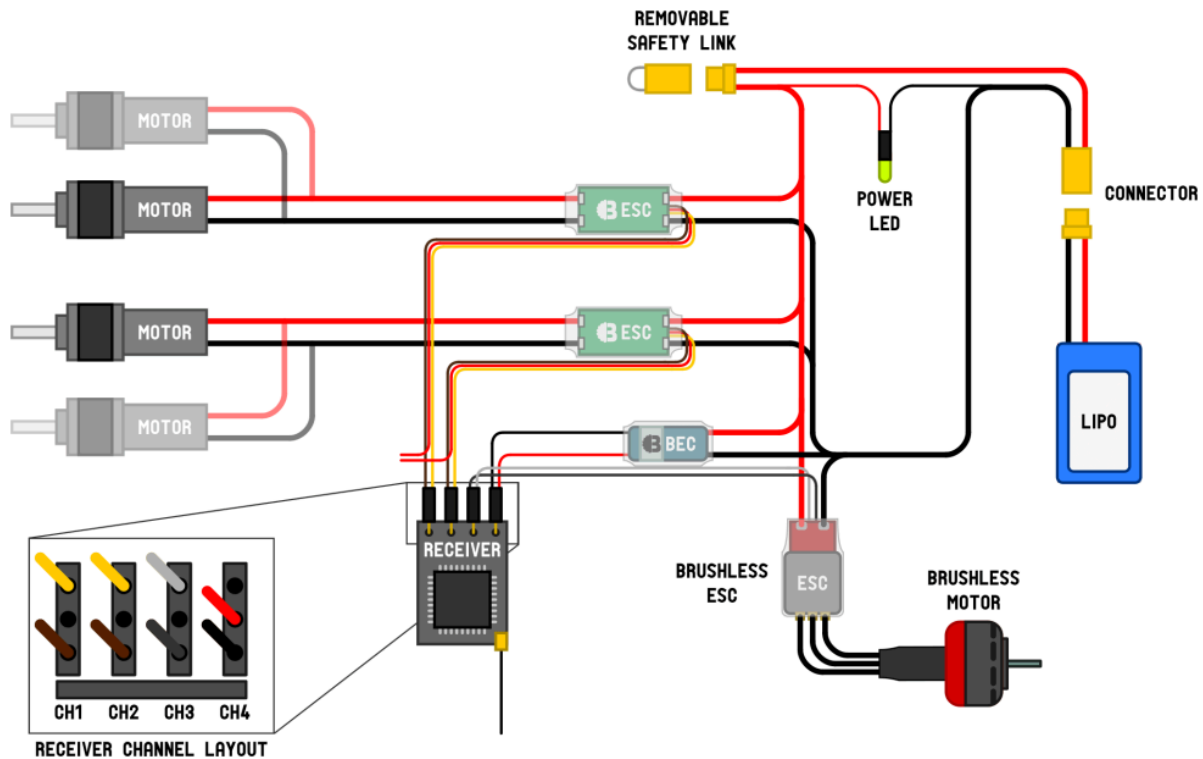 REMOVABLE
SAFETY LINK
MOTOR
MOTOR
ESC
POWER
LED
CONNECTOR
MOTOR
ESC
MOTOR
BEC
LIPO
RECEIVER
BRUSHLESS
ESC
ESC
BRUSHLESS
MOTOR
CH1 CH2 CH3 CH4
RECEIVER CHANNEL LAYOUT